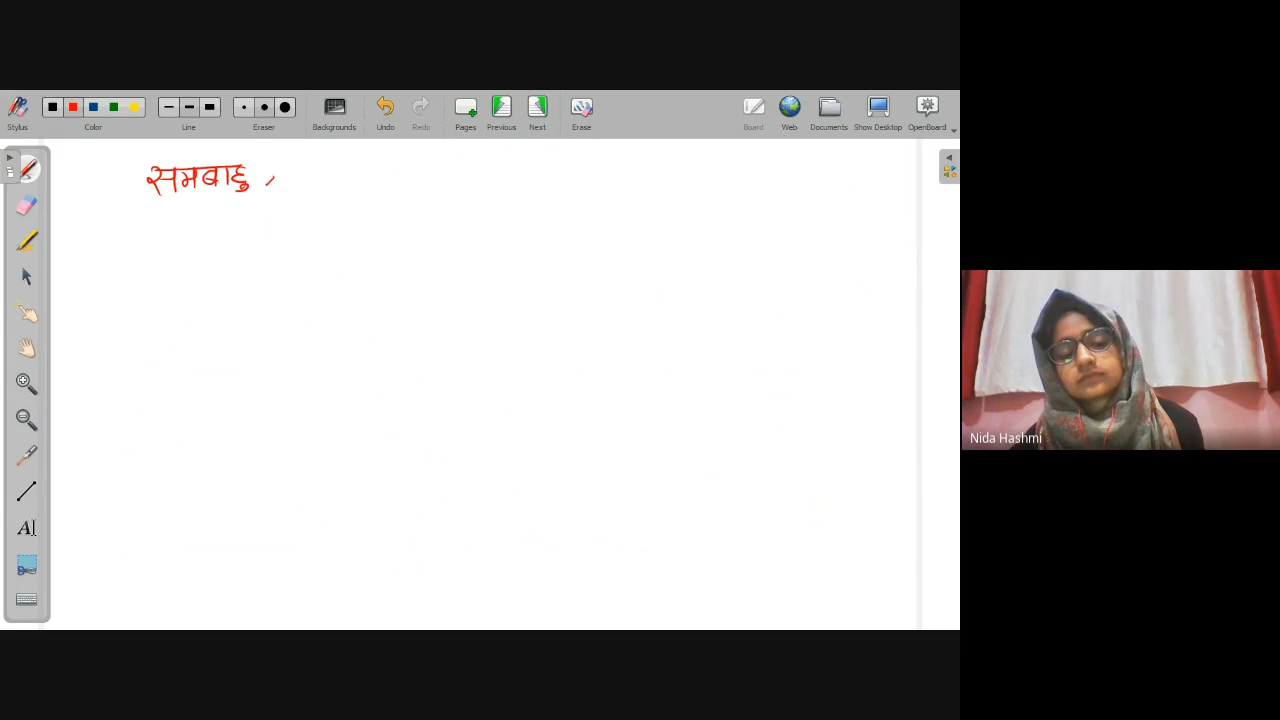 Stylus
Color
Line
Eraser
Backgrounds
Undo
Redo
Pages
Previous
Next
Erase
Board
Web
Documents
Show Desktop
OpenBoard
समबाहु
A
Nida Hashmi